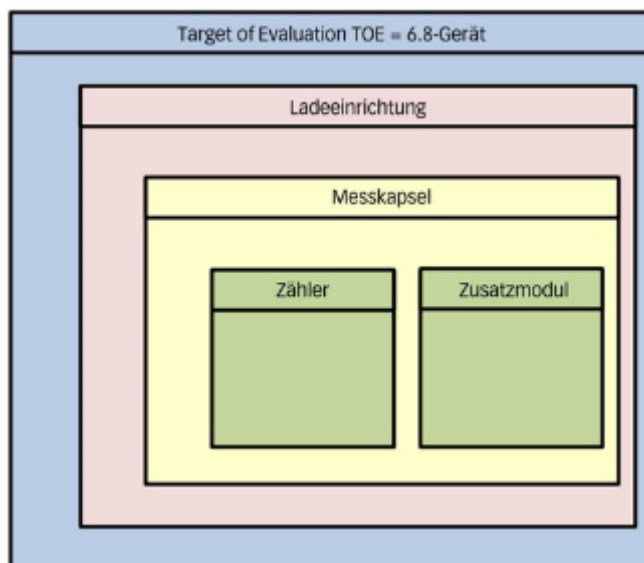 Target of Evaluation TOE = 6.8-Gerät
Ladeeinrichtung
Messkapsel
Zähler
Zusatzmodul